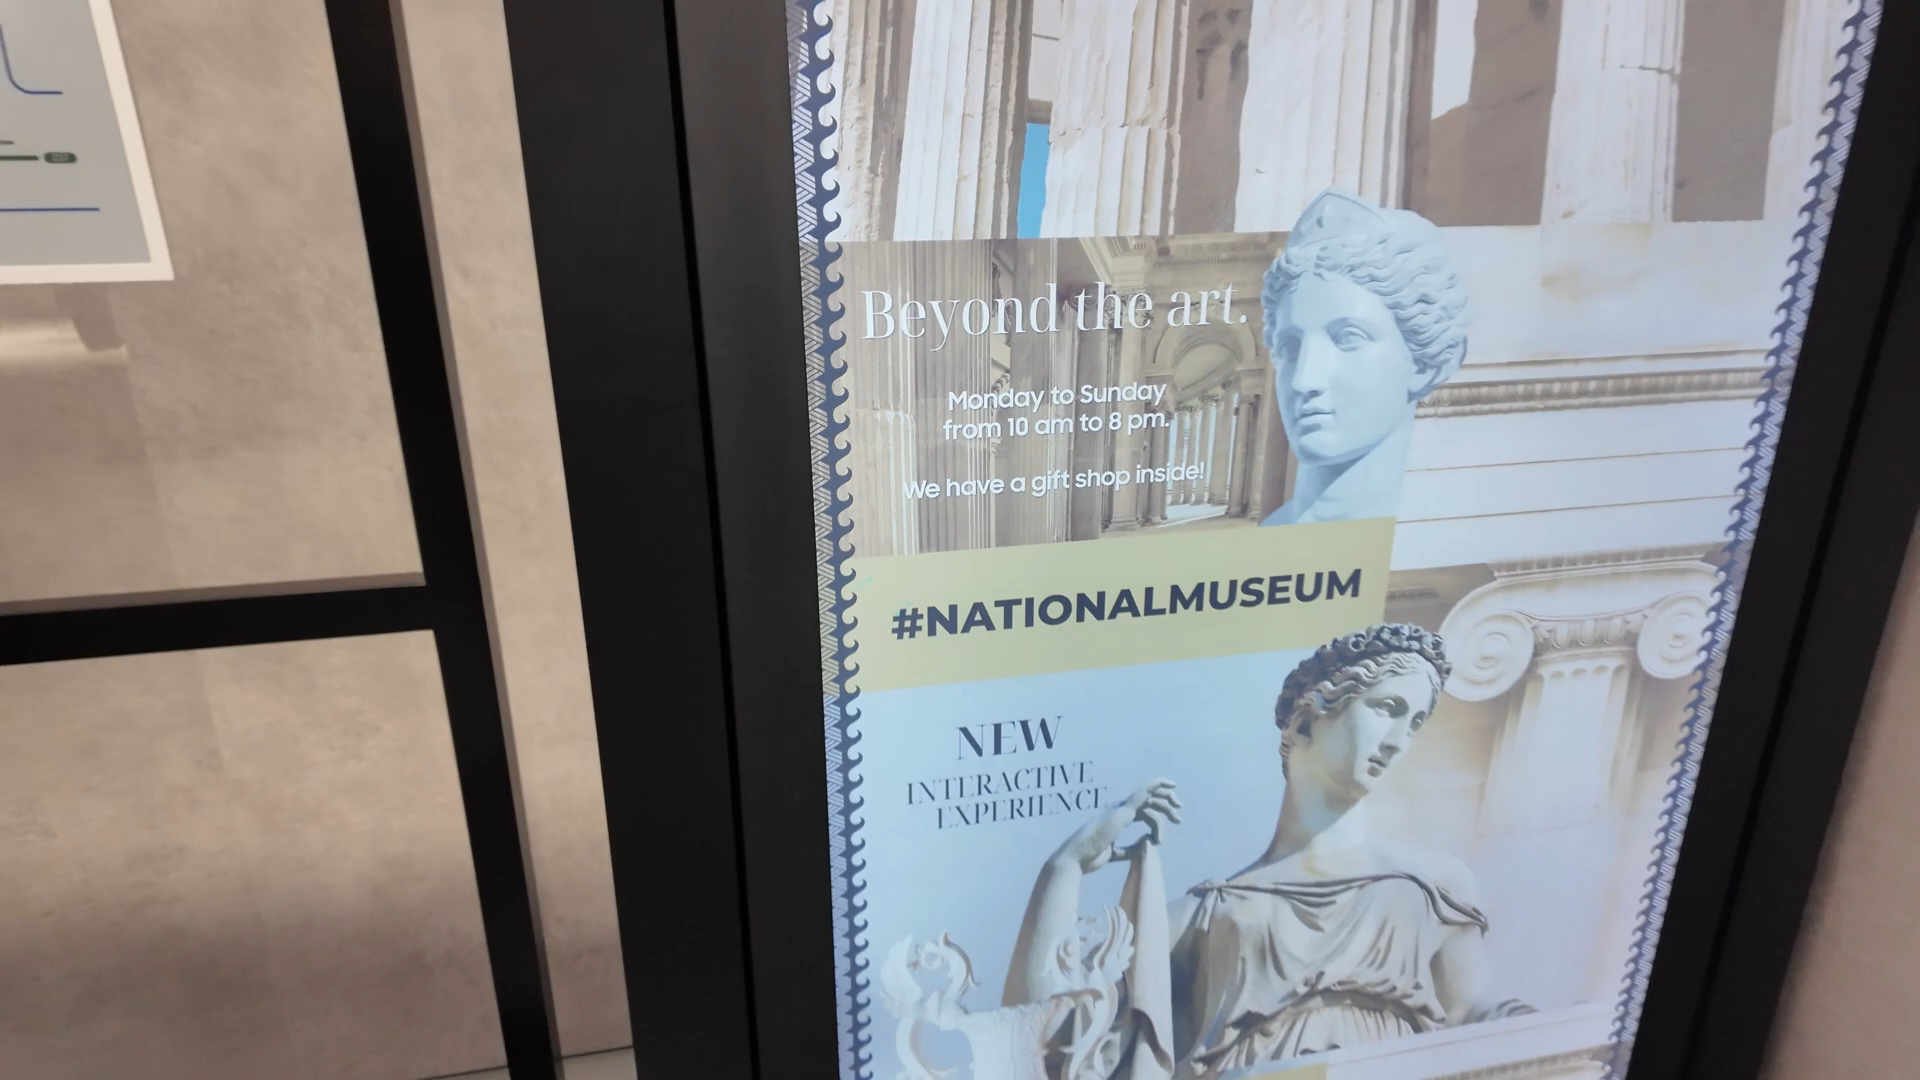 Beyond the art.
Monday to Sunday
from 10 am to 8 pm.
We have a gift shop inside!
#NATIONALMUSEUM
NEW
INTERACTIVE
EXPERIENCE